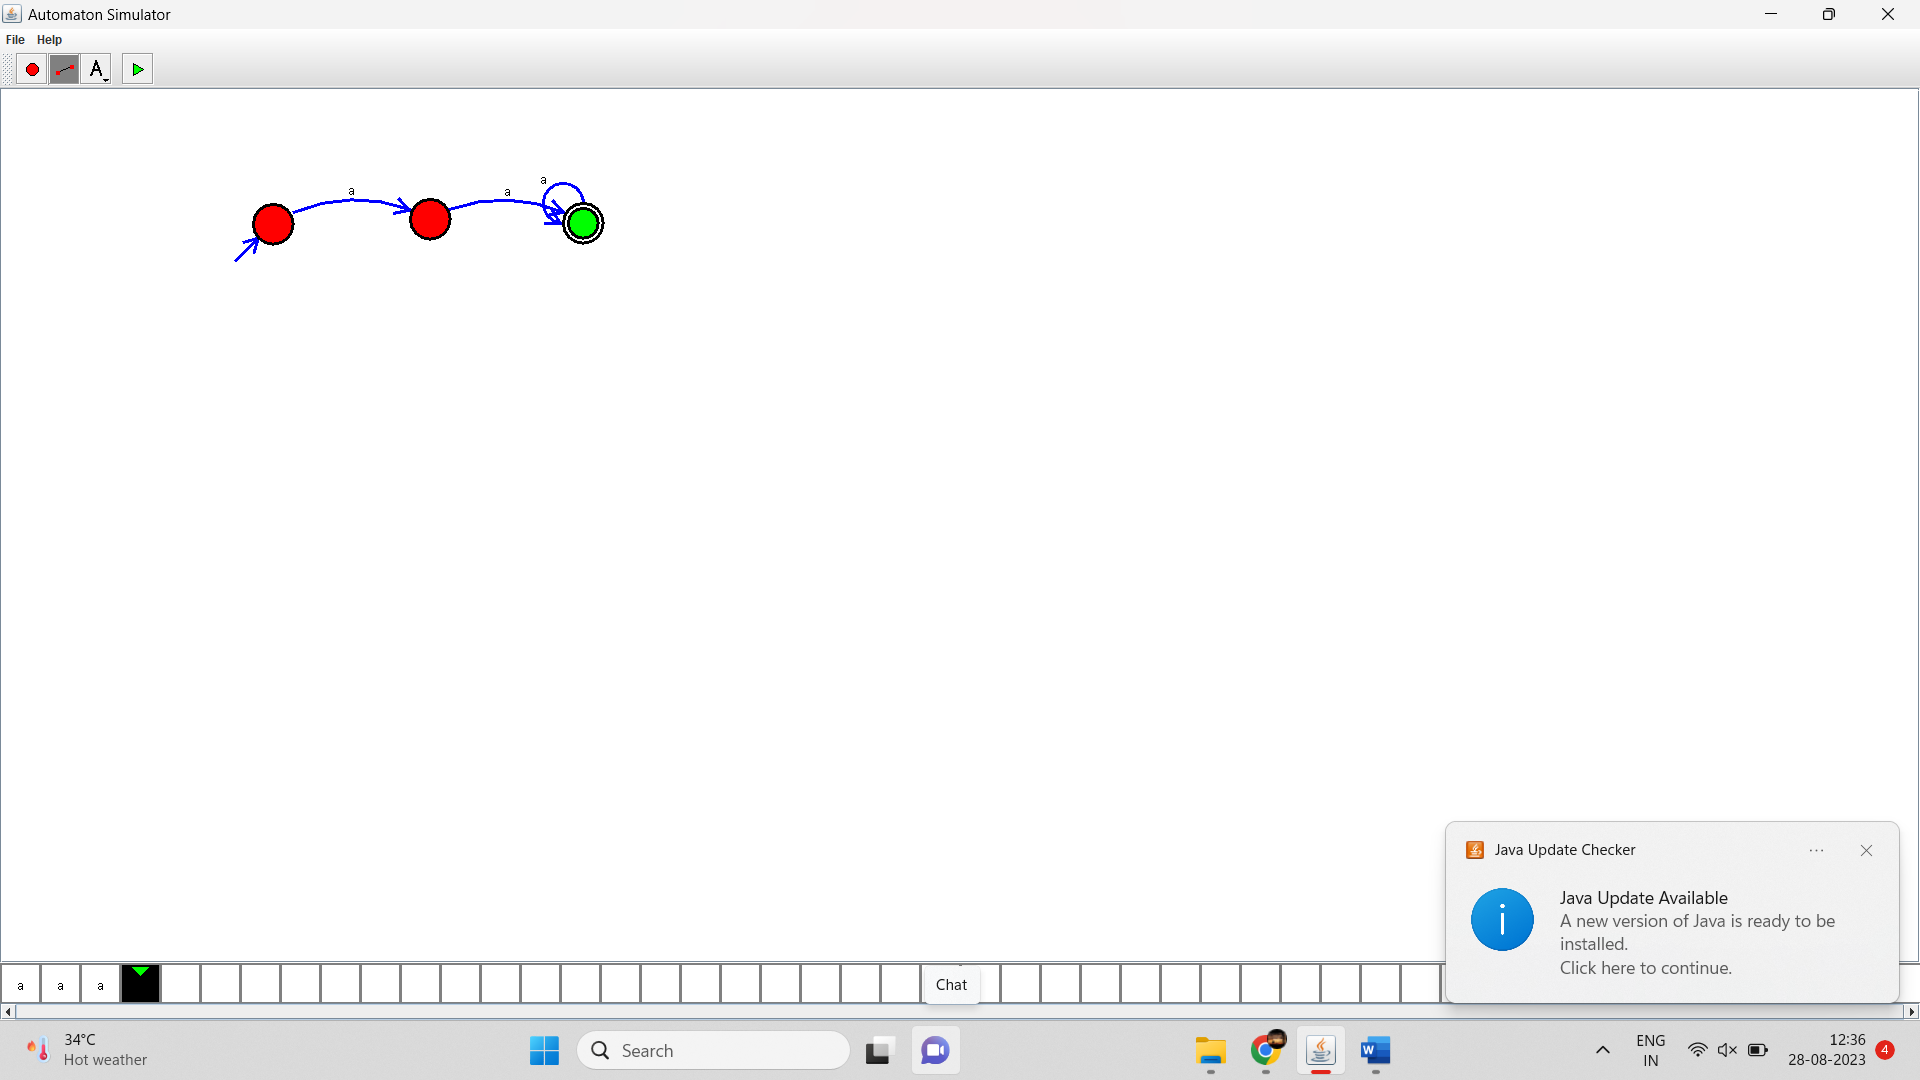 Automaton Simulator
File Help
A
a
a
a
Java Update Checker
Java Update Available
A new version of Java is ready to be
installed.
Click here to continue.
a a a
Chat
34°C
Hot weather
Search
W
ENG
IN
12:36
28-08-2023
4